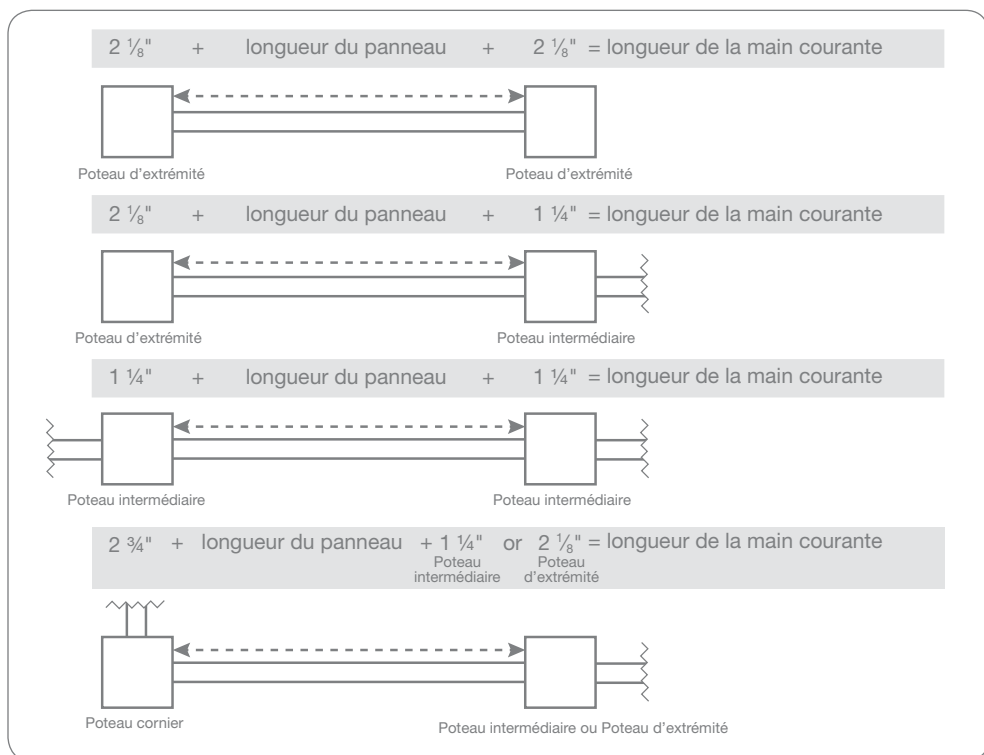 2 ⅛" + longueur du panneau + 2 ⅛" = longueur de la main courante
Poteau d’extrémité Poteau d’extrémité
2 ⅛" + longueur du panneau + 1 ¼" = longueur de la main courante
Poteau d’extrémité Poteau intermédiaire
1 ¼" + longueur du panneau + 1 ¼" = longueur de la main courante
Poteau intermédiaire Poteau intermédiaire
2 ¾" + longueur du panneau + 1 ¼" or 2 ⅛" = longueur de la main courante
Poteau Poteau
intermédiaire d’extrémité
Poteau cornier Poteau intermédiaire ou Poteau d’extrémité